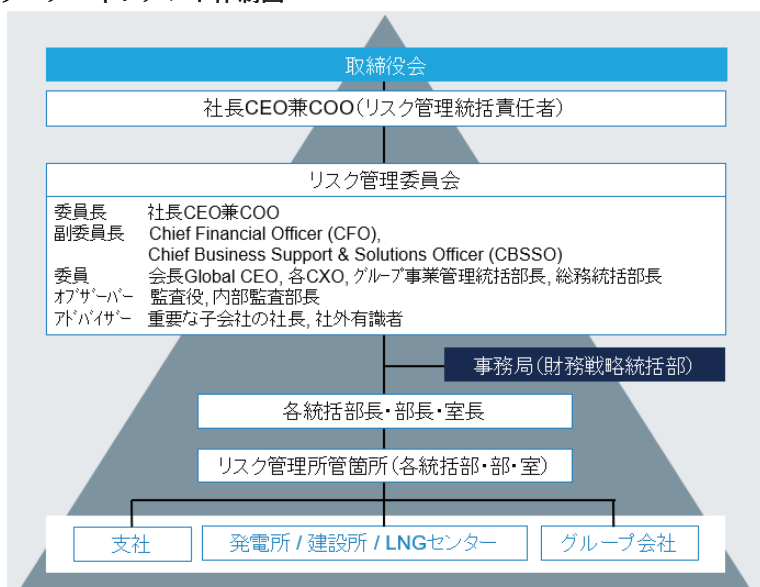 取締役会
社長CEO兼COO(リスク管理統括責任者)
リスク管理委員会
委員長 社長CEO兼COO
副委員長 Chief Financial Officer (CFO),
Chief Business Support & Solutions Officer (CBSSO)
委員 会長Global CEO, 各CXO, グループ事業管理統括部長, 総務統括部長
オブザーバー 監査役, 内部監査部長
アドバイザー 重要な子会社の社長, 社外有識者
事務局(財務戦略統括部)
各統括部長・部長・室長
リスク管理所管箇所(各統括部・部・室)
支社 発電所 / 建設所 / LNGセンター グループ会社